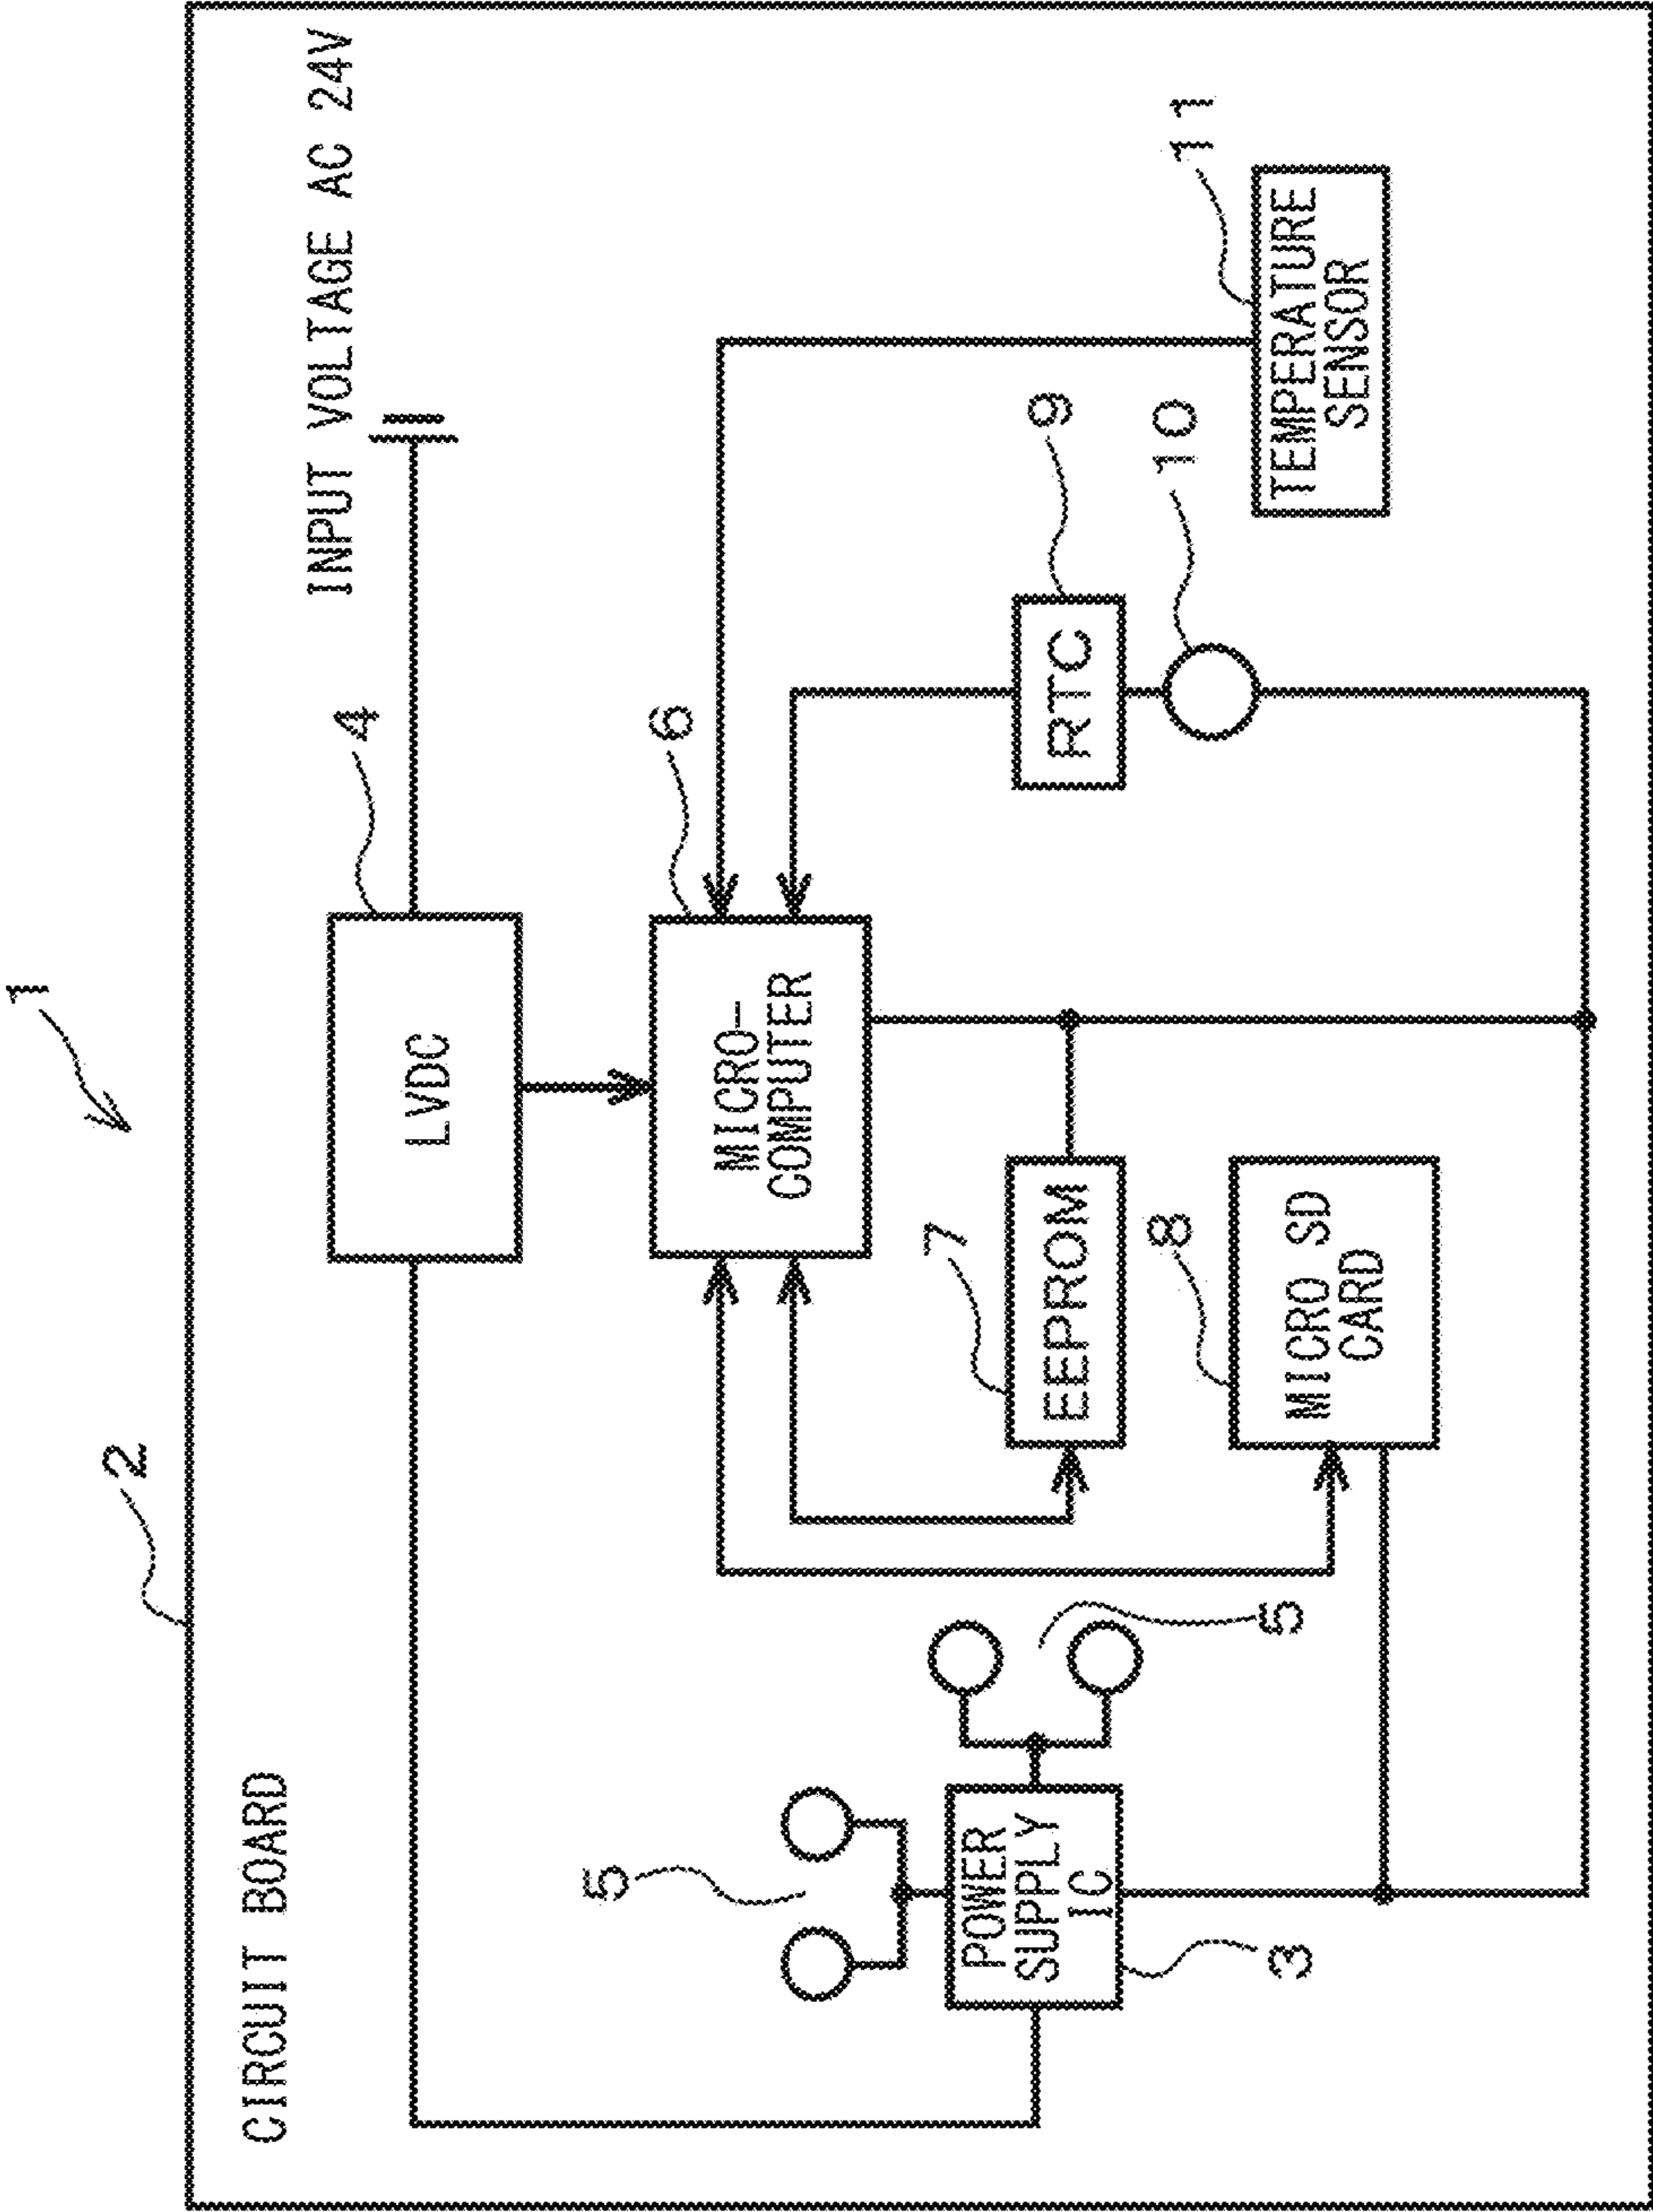 1
2
CIRCUIT BOARD
INPUT VOLTAGE AC 24V
4
LVDC
6
MICRO-
COMPUTER
5
POWER
SUPPLY
IC
3
5
7
EEPROM
8
MICRO SD
CARD
9
RTC
10
11
TEMPERATURE
SENSOR